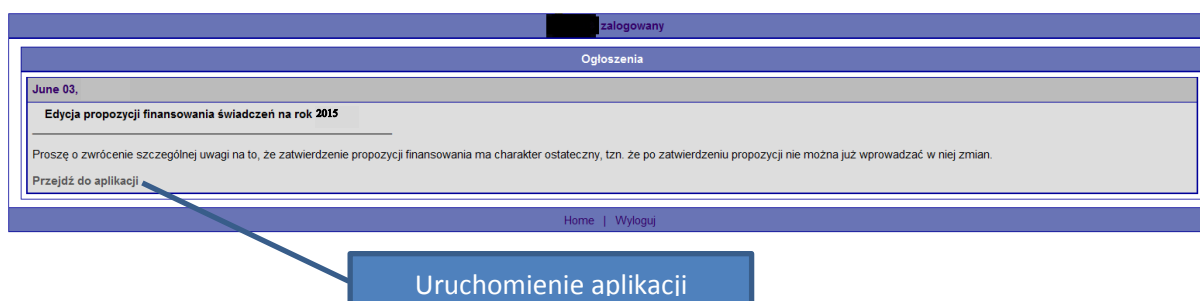 zalogowany
Ogłoszenia
June 03,
Edycja propozycji finansowania świadczeń na rok 2015
Proszę o zwrócenie szczególnej uwagi na to, że zatwierdzenie propozycji finansowania ma charakter ostateczny, tzn. że po zatwierdzeniu propozycji nie można już wprowadzać w niej zmian.
Przejdź do aplikacji
Home | Wyloguj
Uruchomienie aplikacji